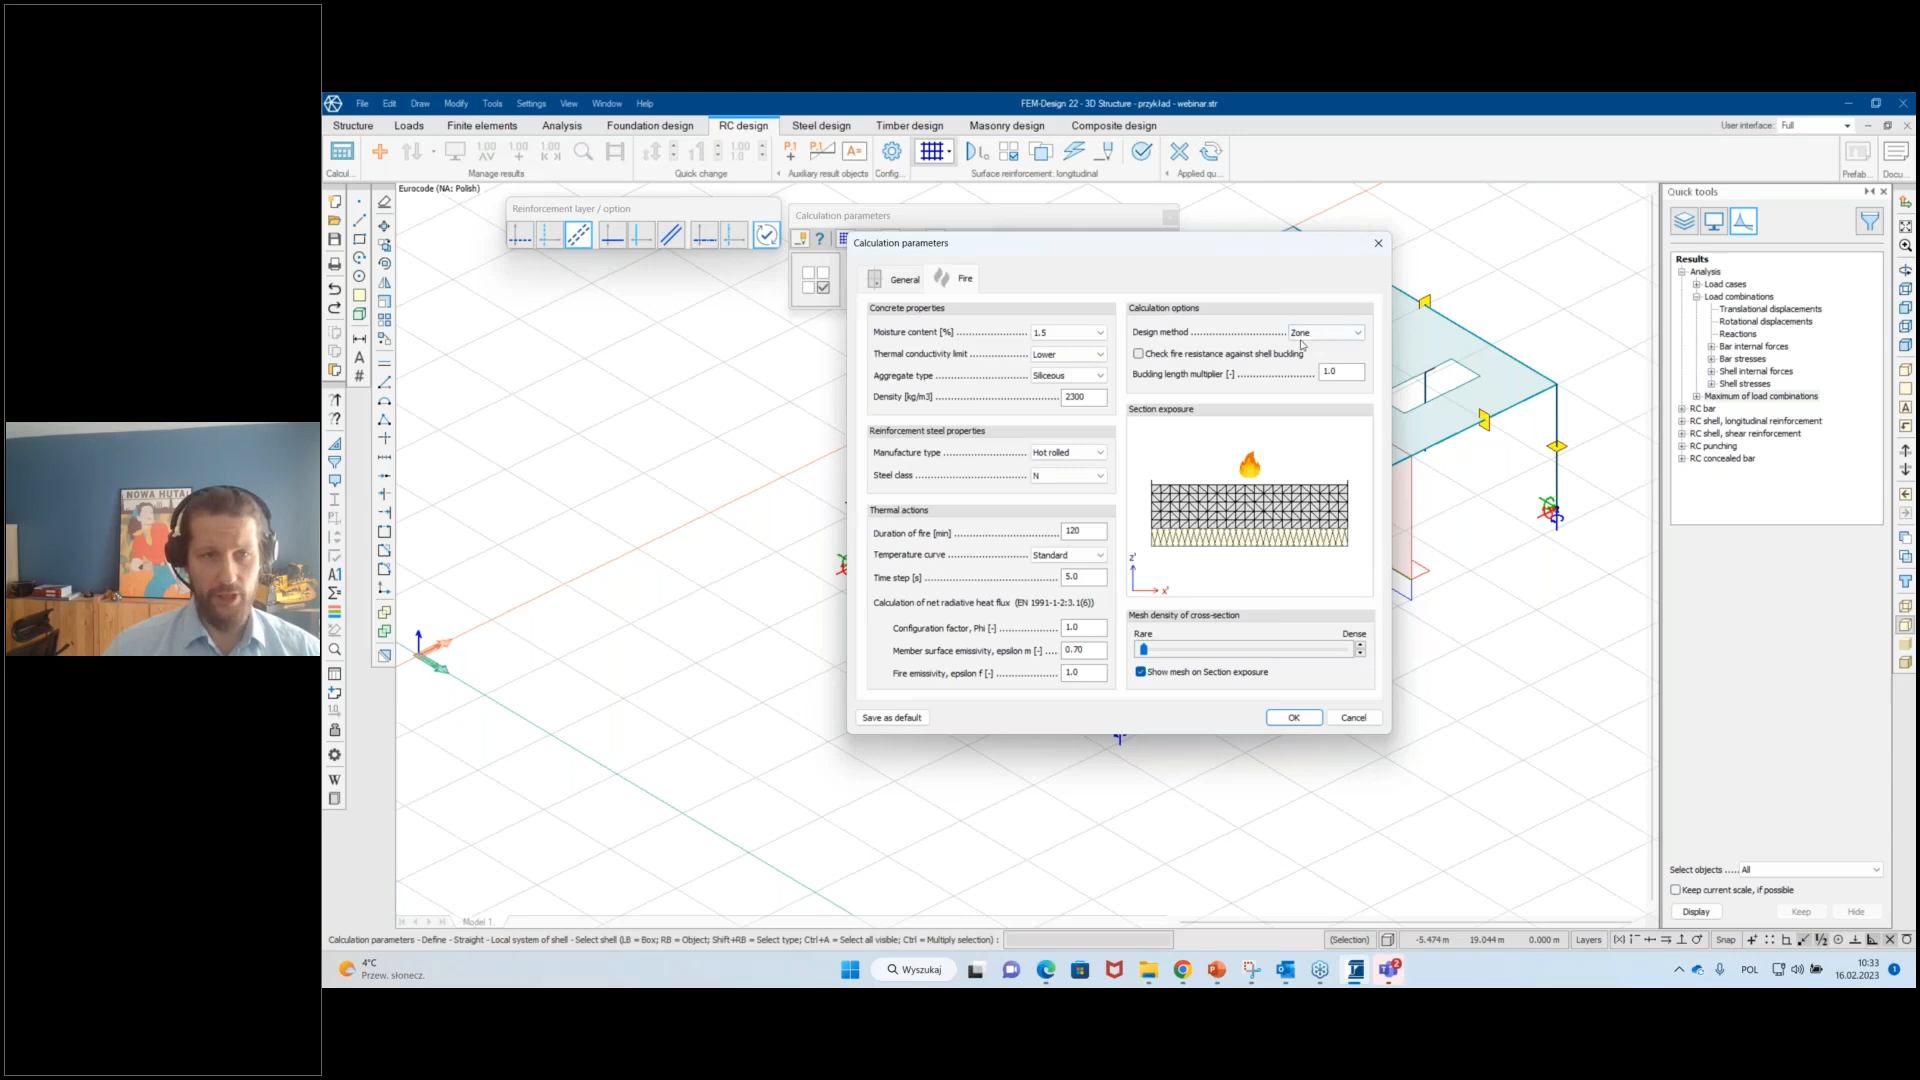 NOWA HUTA
File Edit Draw Modify Tools Settings View Window Help
FEM-Design 22 - 3D Structure - przykład - webinar.str
Structure Loads Finite elements Analysis Foundation design RC design Steel design Timber design Masonry design Composite design
User interface: Full
Calcul... Manage results Quick change Auxiliary result objects Config... Surface reinforcement: longitudinal Applied qu... Prefab... Docu...
Eurocode (NA: Polish)
Reinforcement layer / option
Calculation parameters
Calculation parameters
General Fire
Concrete properties
Moisture content [%] 1.5
Thermal conductivity limit Lower
Aggregate type Siliceous
Density [kg/m3] 2300
Reinforcement steel properties
Manufacture type Hot rolled
Steel class N
Thermal actions
Duration of fire [min] 120
Temperature curve Standard
Time step [s] 5.0
Calculation of net radiative heat flux (EN 1991-1-2:3.1(6))
Configuration factor, Phi [-] 1.0
Member surface emissivity, epsilon m [-] 0.70
Fire emissivity, epsilon f [-] 1.0
Calculation options
Design method Zone
Check fire resistance against shell buckling
Buckling length multiplier [-] 1.0
Section exposure
z'
x'
Mesh density of cross-section
Rare Dense
Show mesh on Section exposure
Save as default OK Cancel
Quick tools
Results
Analysis
Load cases
Load combinations
Translational displacements
Rotational displacements
Reactions
Bar internal forces
Bar stresses
Shell internal forces
Shell stresses
Maximum of load combinations
RC bar
RC shell, longitudinal reinforcement
RC shell, shear reinforcement
RC punching
RC concealed bar
Select objects ..... All
Keep current scale, if possible
Display Keep Hide
Model 1
Calculation parameters - Define - Straight - Local system of shell - Select shell (LB = Box; RB = Object; Shift+RB = Select type; Ctrl+A = Select all visible; Ctrl = Multiply selection) :
(Selection) -5.474 m 19.044 m 0.000 m Layers Snap
4°C
Przew. słonecz.
Wyszukaj
POL
10:33
16.02.2023